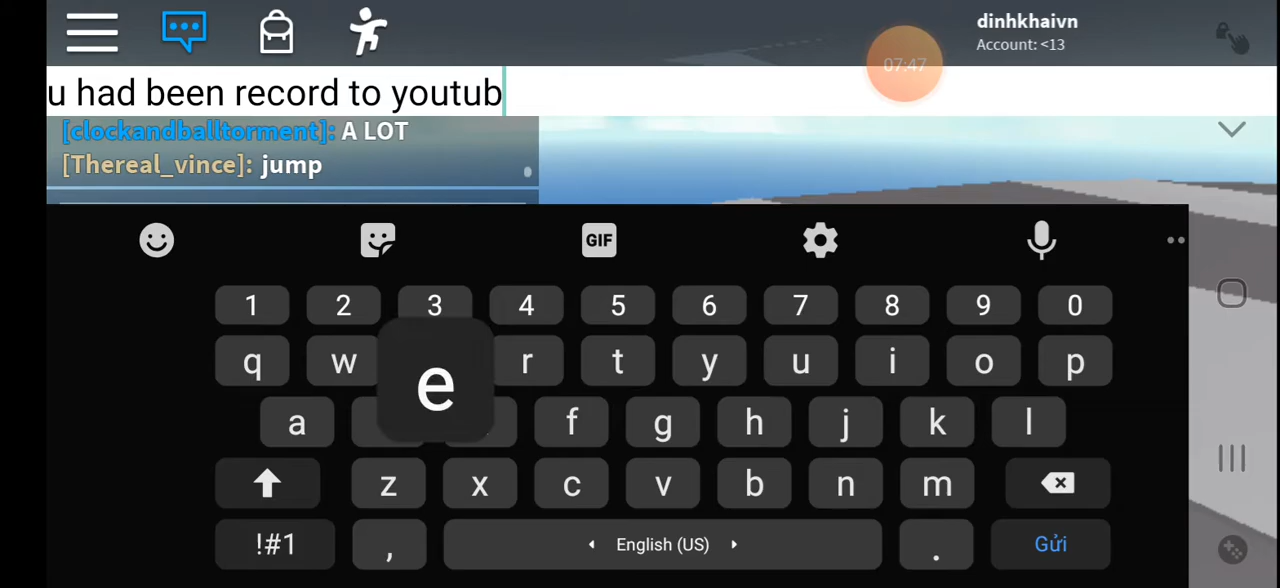 dinhkhaivn
Account: <13
07:47
u had been record to youtub
[clockandballtorment]: A LOT
[Thereal_vince]: jump
GIF
1 2 3 4 5 6 7 8 9 0
q w e r t y u i o p
a f g h j k l
z x c v b n m
!#1 , English (US) . Gửi